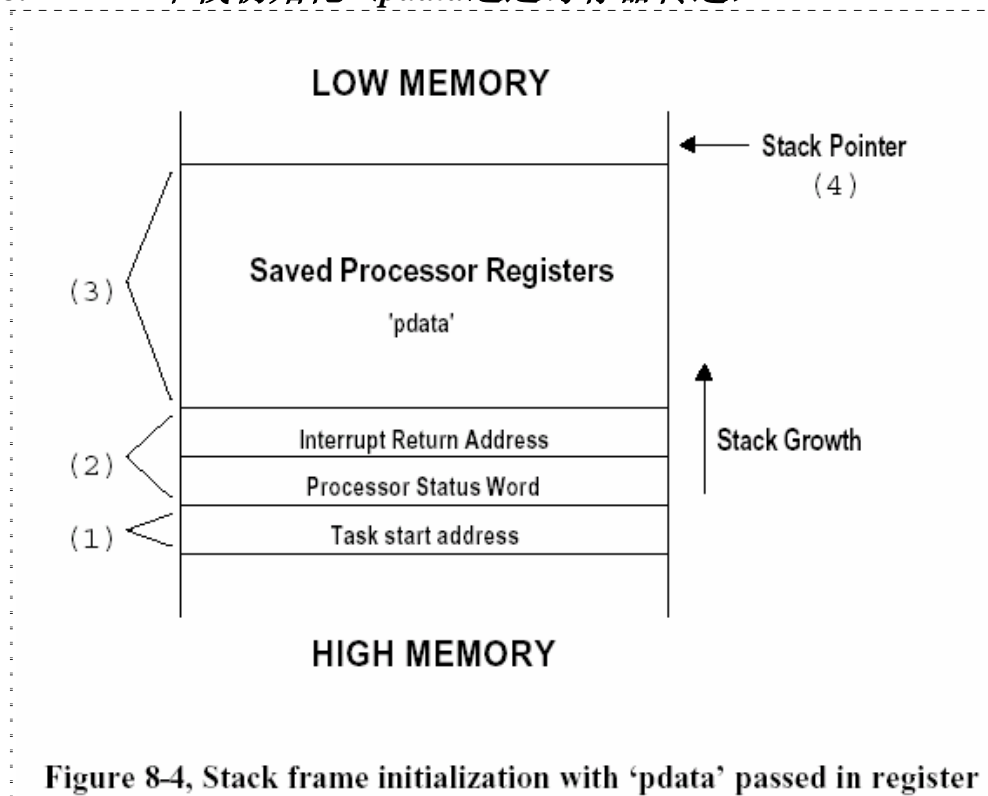 LOW MEMORY
Stack Pointer
(4)
Saved Processor Registers
'pdata'
(3)
Interrupt Return Address
Stack Growth
(2)
Processor Status Word
(1)
Task start address
HIGH MEMORY
Figure 8-4, Stack frame initialization with ‘pdata’ passed in register